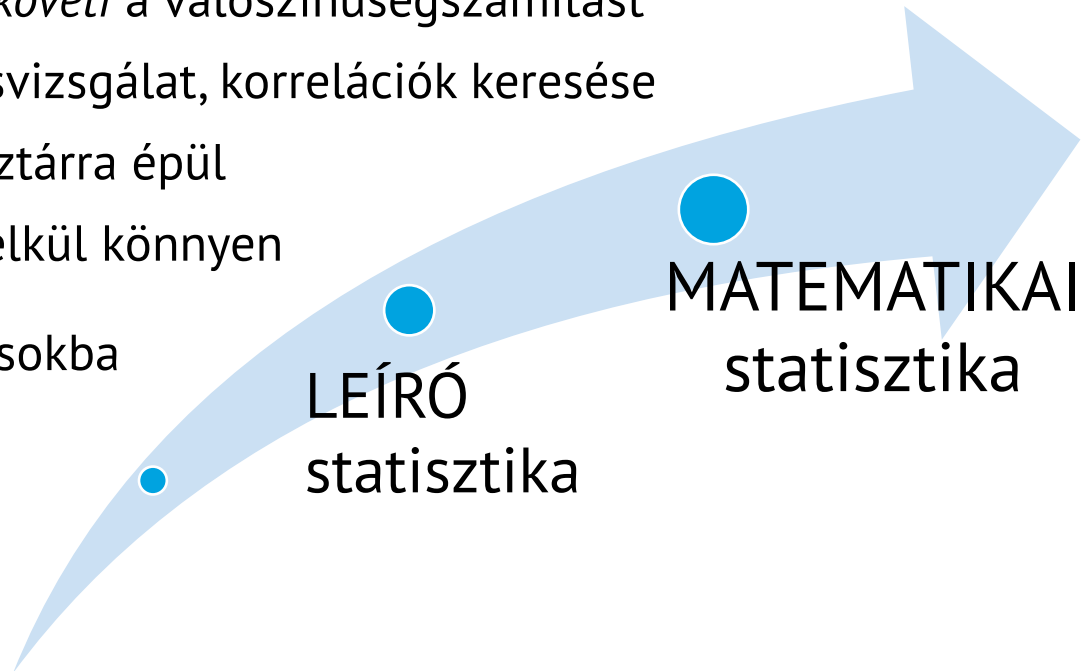 követi a valószínűségszámítást
svizsgálat, korrelációk keresése
ztárra épül
elkül könnyen
sokba
MATEMATIKAI
statisztika
LEÍRÓ
statisztika